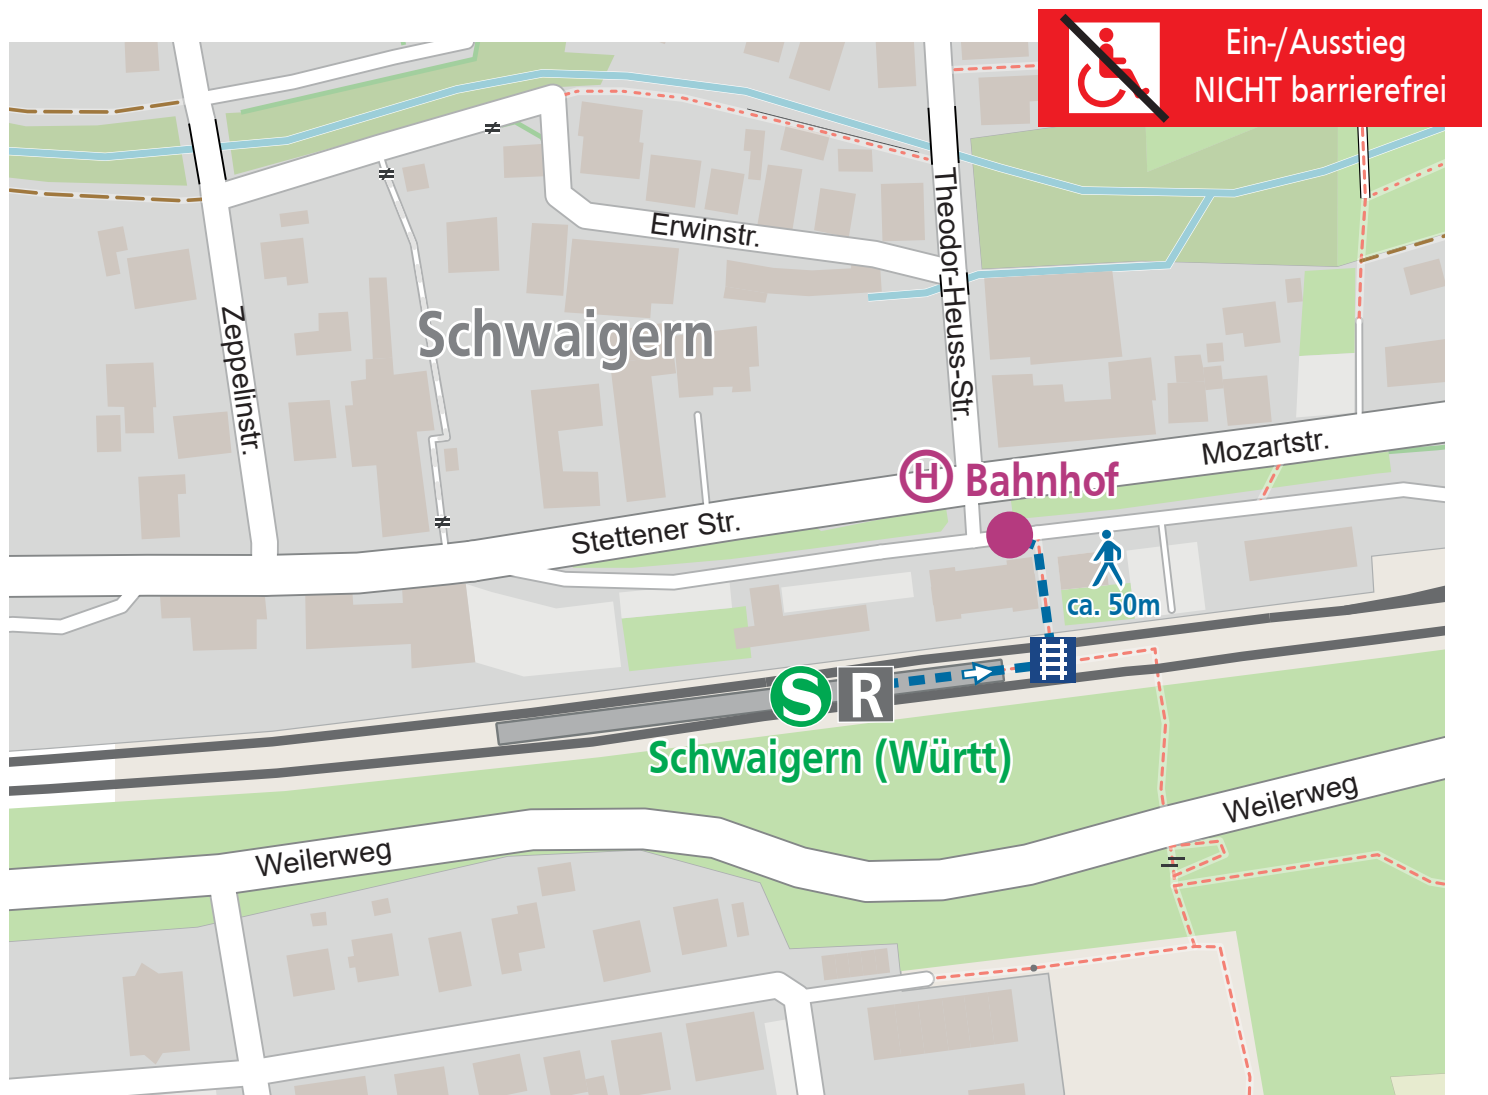 Ein-/Ausstieg
NICHT barrierefrei
Erwinstr.
Theodor-Heuss-Str.
Zeppelinstr.
Schwaigern
Mozartstr.
H Bahnhof
Stettener Str.
ca. 50m
S R
Schwaigern (Württ)
Weilerweg
Weilerweg